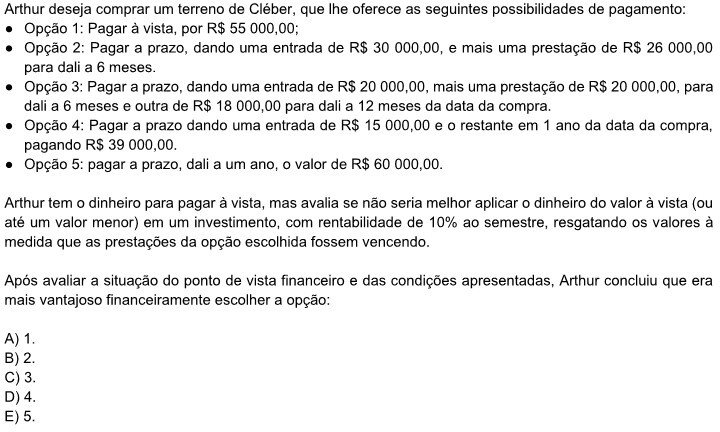 Arthur deseja comprar um terreno de Cléber, que lhe oferece as seguintes possibilidades de pagamento:
• Opção 1: Pagar à vista, por R$ 55 000,00;
• Opção 2: Pagar a prazo, dando uma entrada de R$ 30 000,00, e mais uma prestação de R$ 26 000,00
para dali a 6 meses.
• Opção 3: Pagar a prazo, dando uma entrada de R$ 20 000,00, mais uma prestação de R$ 20 000,00, para
dali a 6 meses e outra de R$ 18 000,00 para dali a 12 meses da data da compra.
• Opção 4: Pagar a prazo dando uma entrada de R$ 15 000,00 e o restante em 1 ano da data da compra,
pagando R$ 39 000,00.
• Opção 5: pagar a prazo, dali a um ano, o valor de R$ 60 000,00.
Arthur tem o dinheiro para pagar à vista, mas avalia se não seria melhor aplicar o dinheiro do valor à vista (ou
até um valor menor) em um investimento, com rentabilidade de 10% ao semestre, resgatando os valores à
medida que as prestações da opção escolhida fossem vencendo.
Após avaliar a situação do ponto de vista financeiro e das condições apresentadas, Arthur concluiu que era
mais vantajoso financeiramente escolher a opção:
A) 1.
B) 2.
C) 3.
D) 4.
E) 5.